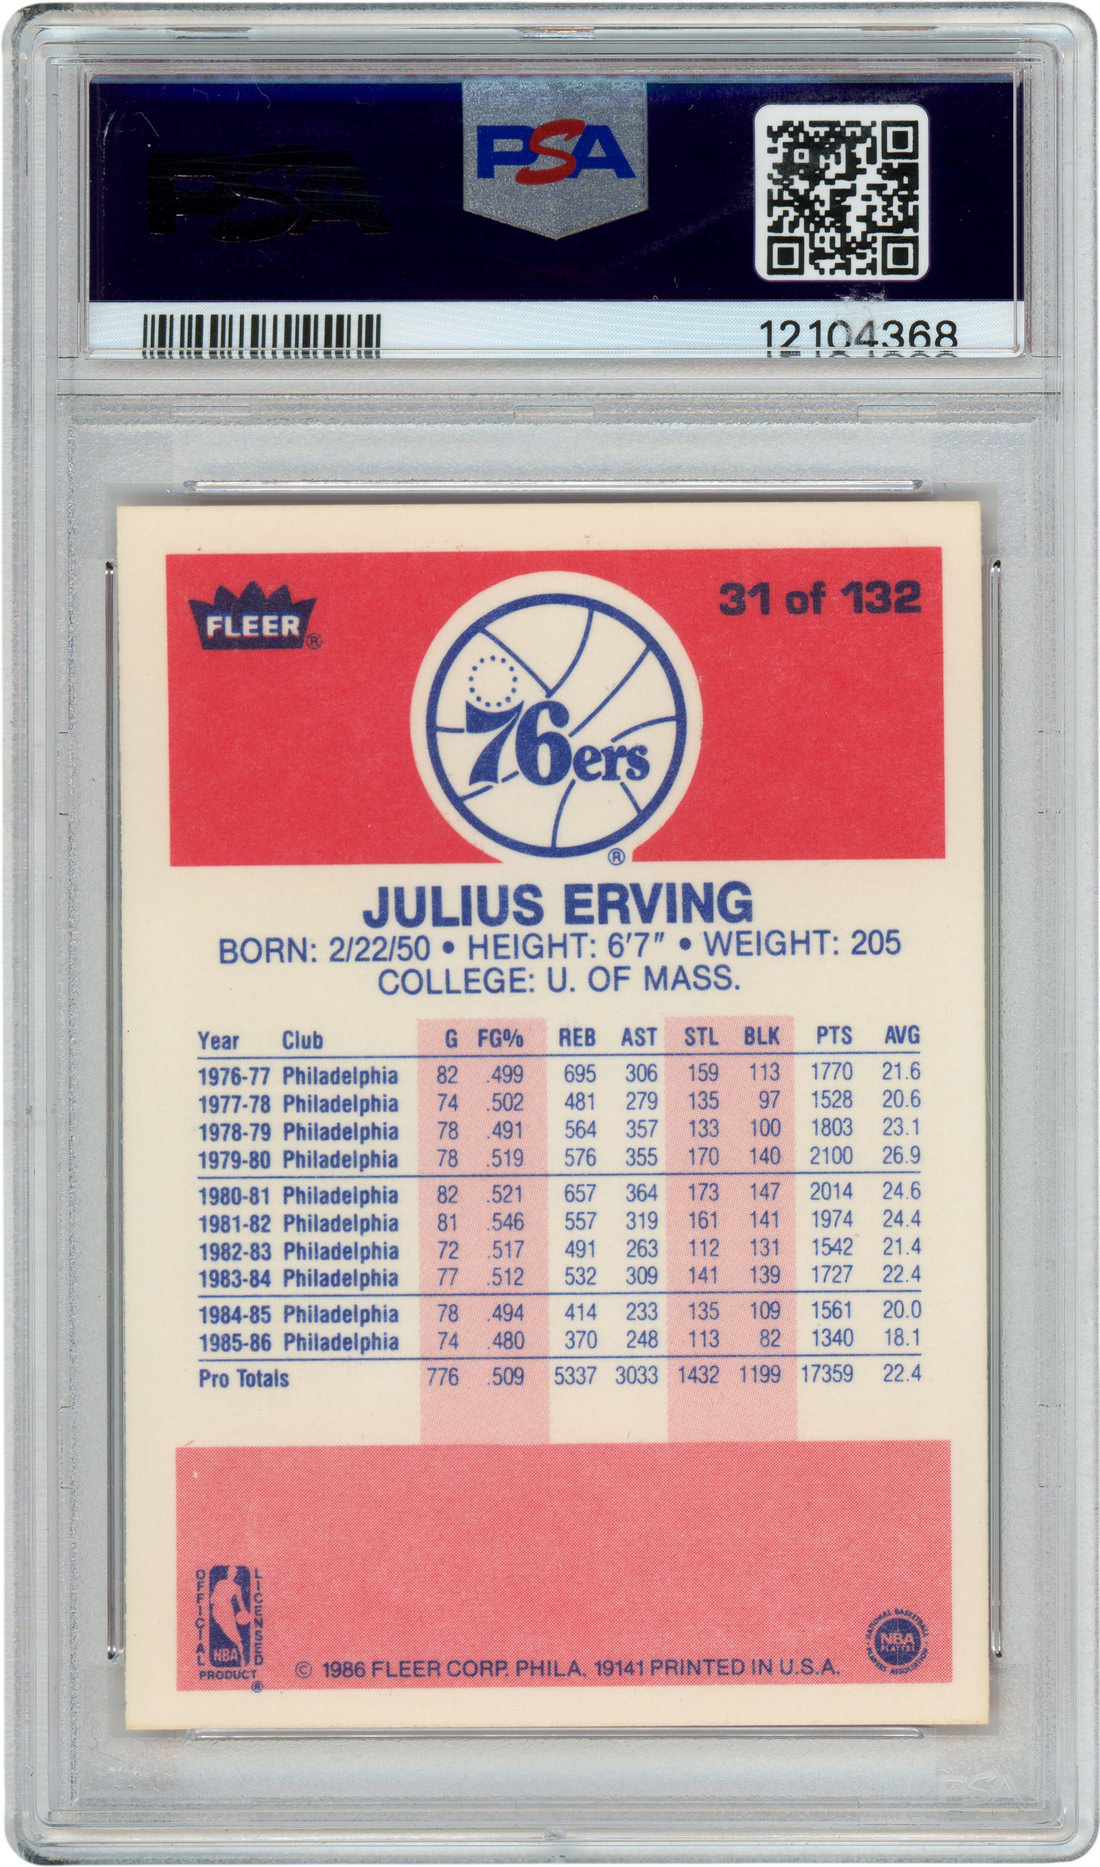 PSA
PSA
12104368
FLEER®
31 of 132
76ers
®
JULIUS ERVING
BORN: 2/22/50 • HEIGHT: 6'7" • WEIGHT: 205
COLLEGE: U. OF MASS.
Year Club G FG% REB AST STL BLK PTS AVG
1976-77 Philadelphia 82 .499 695 306 159 113 1770 21.6
1977-78 Philadelphia 74 .502 481 279 135 97 1528 20.6
1978-79 Philadelphia 78 .491 564 357 133 100 1803 23.1
1979-80 Philadelphia 78 .519 576 355 170 140 2100 26.9
1980-81 Philadelphia 82 .521 657 364 173 147 2014 24.6
1981-82 Philadelphia 81 .546 557 319 161 141 1974 24.4
1982-83 Philadelphia 72 .517 491 263 112 131 1542 21.4
1983-84 Philadelphia 77 .512 532 309 141 139 1727 22.4
1984-85 Philadelphia 78 .494 414 233 135 109 1561 20.0
1985-86 Philadelphia 74 .480 370 248 113 82 1340 18.1
Pro Totals 776 .509 5337 3033 1432 1199 17359 22.4
OFFICIAL LICENSED
NBA
PRODUCT ®
© 1986 FLEER CORP. PHILA. 19141 PRINTED IN U.S.A.
NATIONAL BASKETBALL
NBA
PLAYERS
PLAYERS ASSOCIATION
PSA